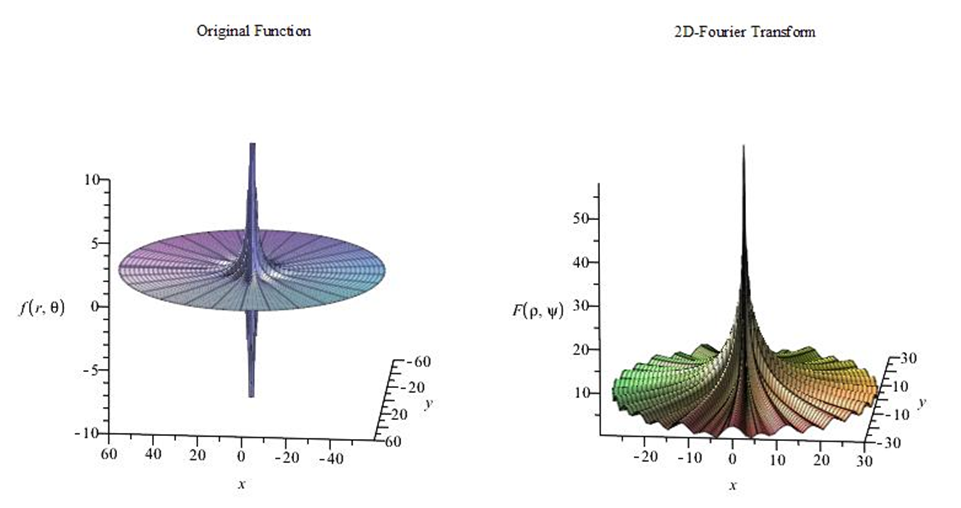 Original Function
2D-Fourier Transform
10
5
f(r, θ)
0
-5
-10
60 40 20 0 -20 -40
x
-60
-20
y
20
60
50
40
F(ρ, ψ)
30
20
10
-20 -10 0 10 20 30
x
30
10
y
-10
-30